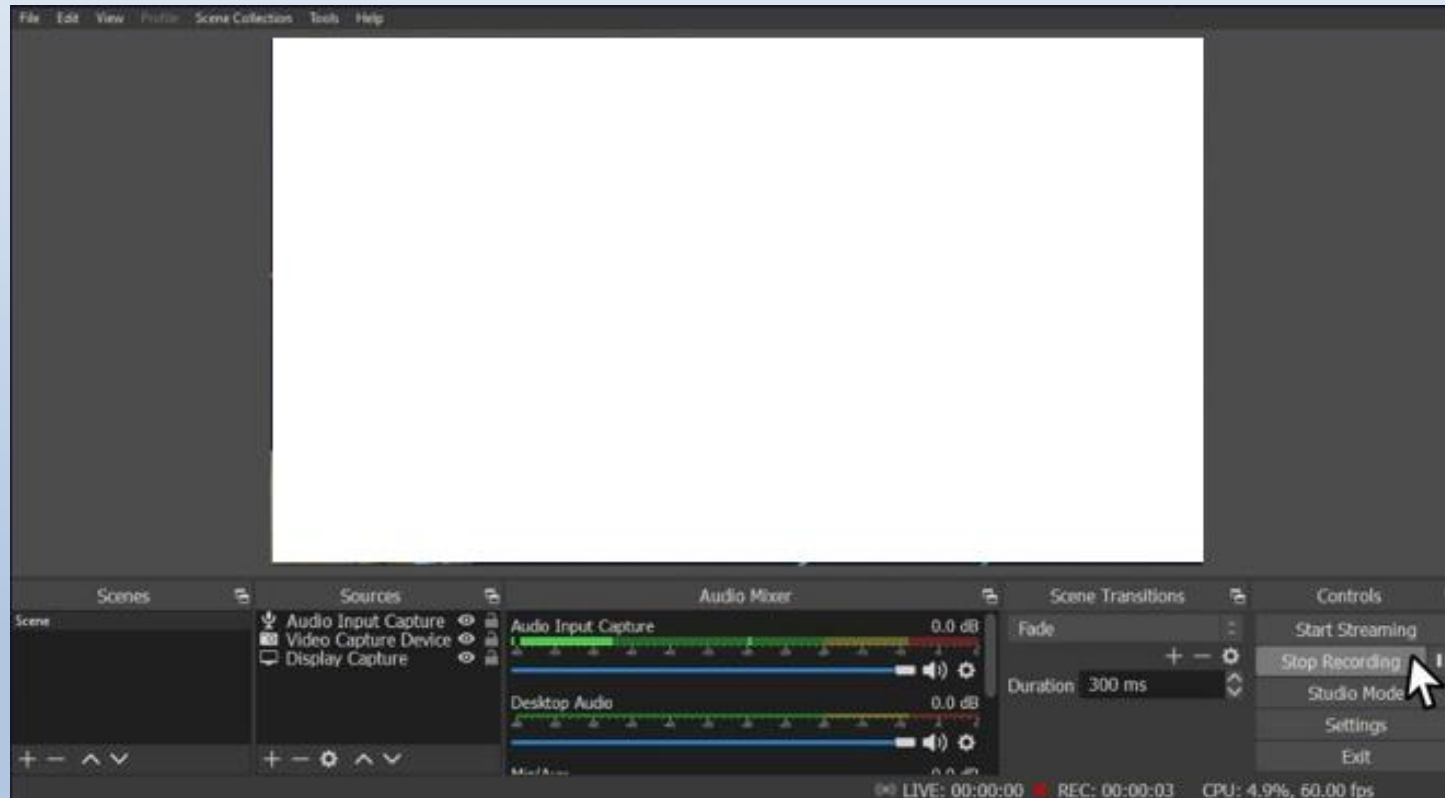 File Edit View Profile Scene Collection Tools Help
Scenes
Scene
Sources
Audio Input Capture
Video Capture Device
Display Capture
Audio Mixer
Audio Input Capture 0.0 dB
Desktop Audio 0.0 dB
Scene Transitions
Fade
Duration 300 ms
Controls
Start Streaming
Stop Recording
Studio Mode
Settings
Exit
LIVE: 00:00:00 REC: 00:00:03 CPU: 4.9%, 60.00 fps